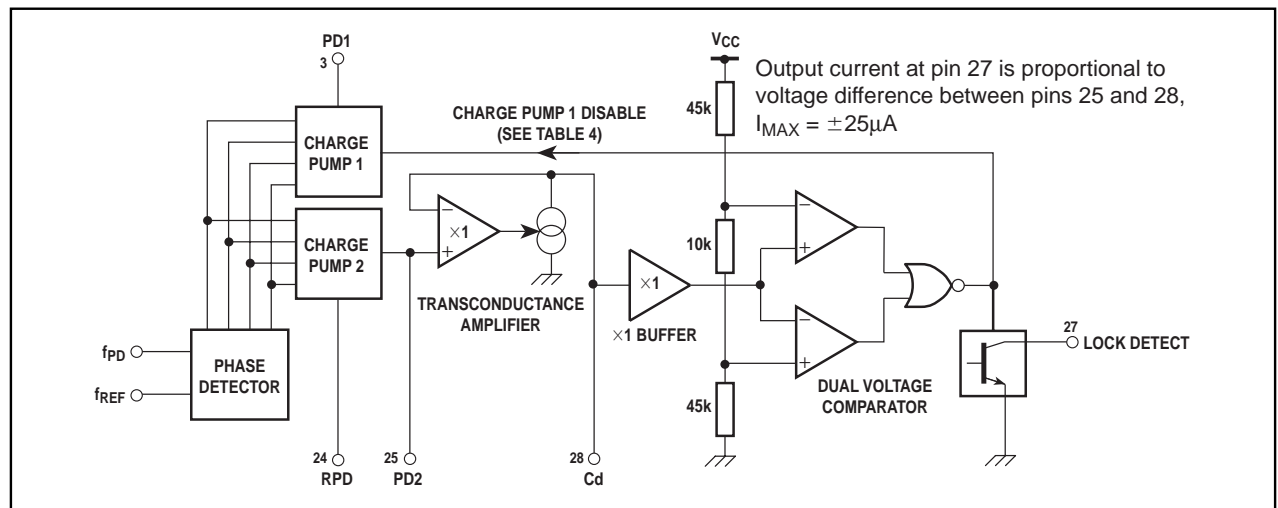 PD1
3
VCC
Output current at pin 27 is proportional to
voltage difference between pins 25 and 28,
IMAX = ±25µA
45k
CHARGE PUMP 1 DISABLE
(SEE TABLE 4)
CHARGE
PUMP 1
−
×1
+
10k
−
+
CHARGE
PUMP 2
×1
TRANSCONDUCTANCE
AMPLIFIER
×1 BUFFER
−
+
27
LOCK DETECT
fPD
fREF
PHASE
DETECTOR
45k
DUAL VOLTAGE
COMPARATOR
24
RPD
25
PD2
28
Cd